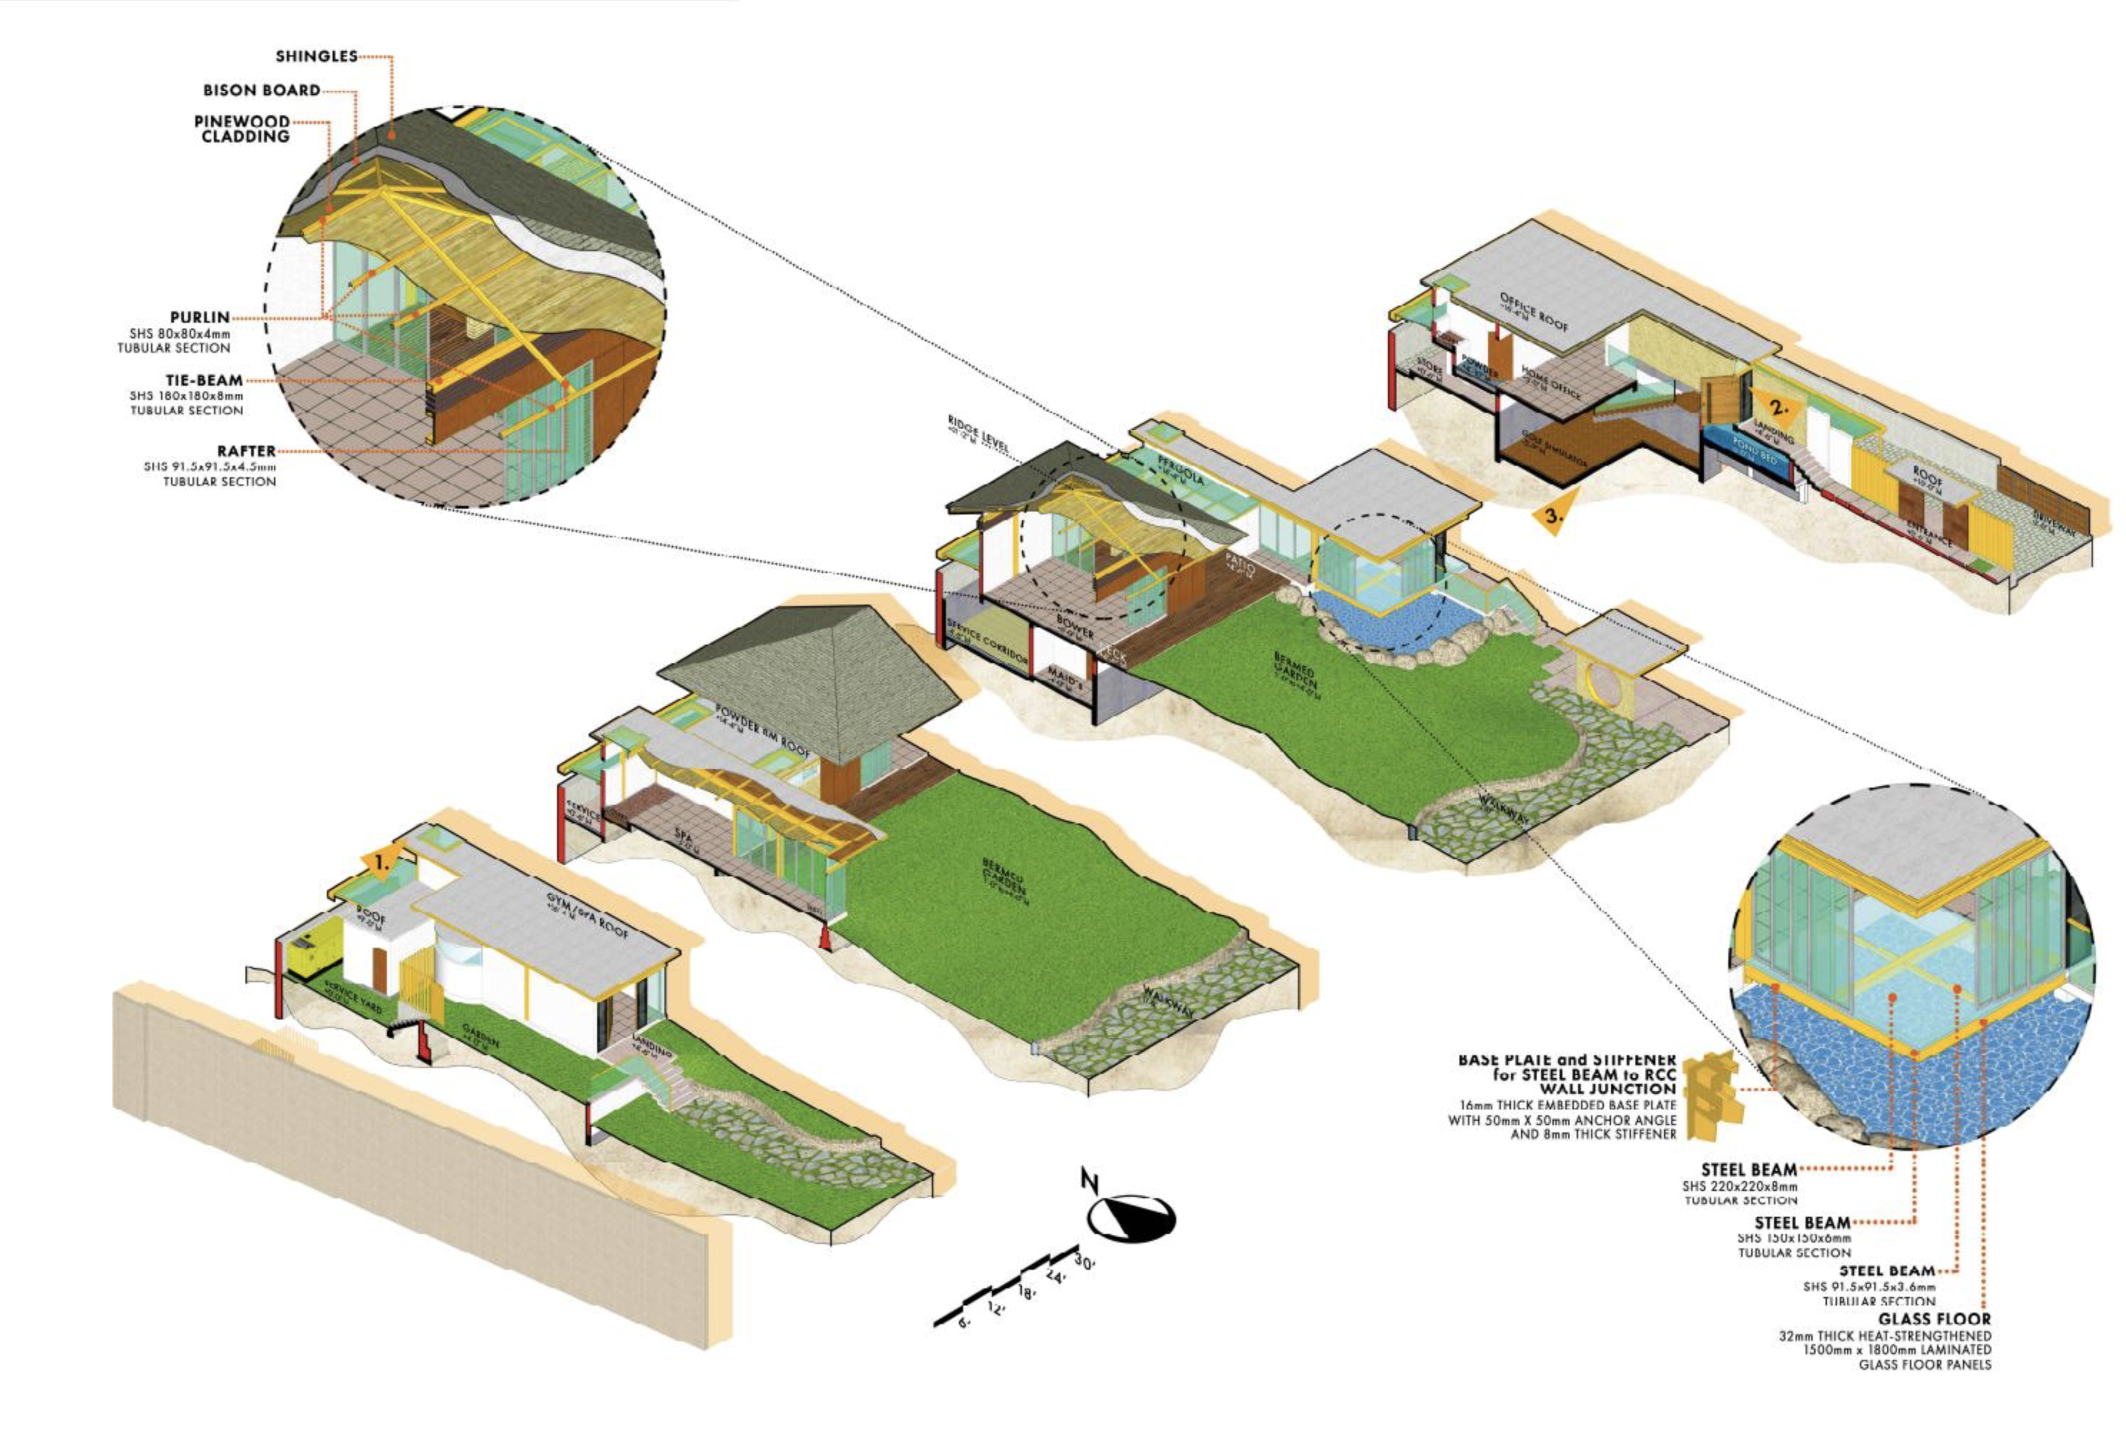 SHINGLES
BISON BOARD
PINEWOOD
CLADDING
PURLIN
SHS 80x80x4mm
TUBULAR SECTION
TIE-BEAM
SHS 180x180x8mm
TUBULAR SECTION
RAFTER
SHS 91.5x91.5x4.5mm
TUBULAR SECTION
OFFICE ROOF
STORE
POWDER
HOME OFFICE
GOLF SIMULATOR
2.
LANDING
POND BED
ROOF
ENTRANCE
DRIVEWAY
3.
RIDGE LEVEL
PERGOLA
PATIO
BOWER
DECK
SERVICE CORRIDOR
MAID'S
BERMED
GARDEN
WALKWAY
POWDER RM ROOF
SERVICE
SPA
BERMED
GARDEN
WALKWAY
1.
ROOF
GYM/SPA ROOF
SERVICE YARD
GARDEN
LANDING
N
6'
12'
18'
24'
30'
BASE PLATE and STIFFENER
for STEEL BEAM to RCC
WALL JUNCTION
16mm THICK EMBEDDED BASE PLATE
WITH 50mm X 50mm ANCHOR ANGLE
AND 8mm THICK STIFFENER
STEEL BEAM
SHS 220x220x8mm
TUBULAR SECTION
STEEL BEAM
SHS 150x150x6mm
TUBULAR SECTION
STEEL BEAM
SHS 91.5x91.5x3.6mm
TUBULAR SECTION
GLASS FLOOR
32mm THICK HEAT-STRENGTHENED
1500mm x 1800mm LAMINATED
GLASS FLOOR PANELS